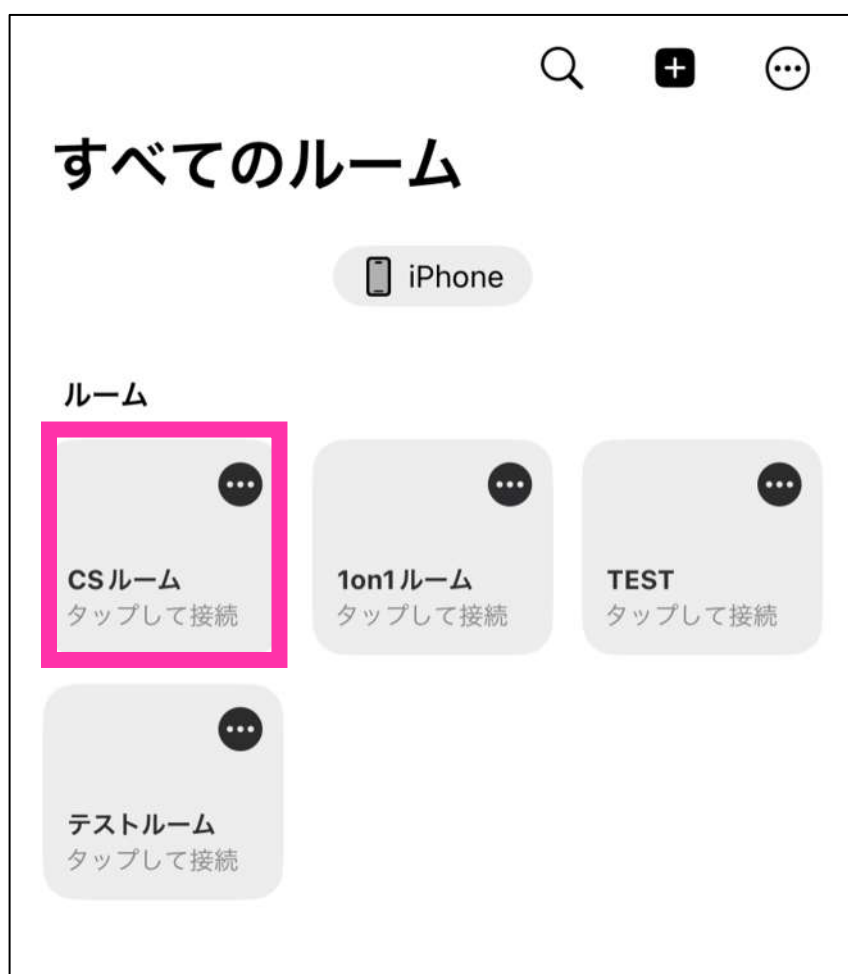 すべてのルーム
iPhone
ルーム
CSルーム
タップして接続
1on1ルーム
タップして接続
TEST
タップして接続
テストルーム
タップして接続